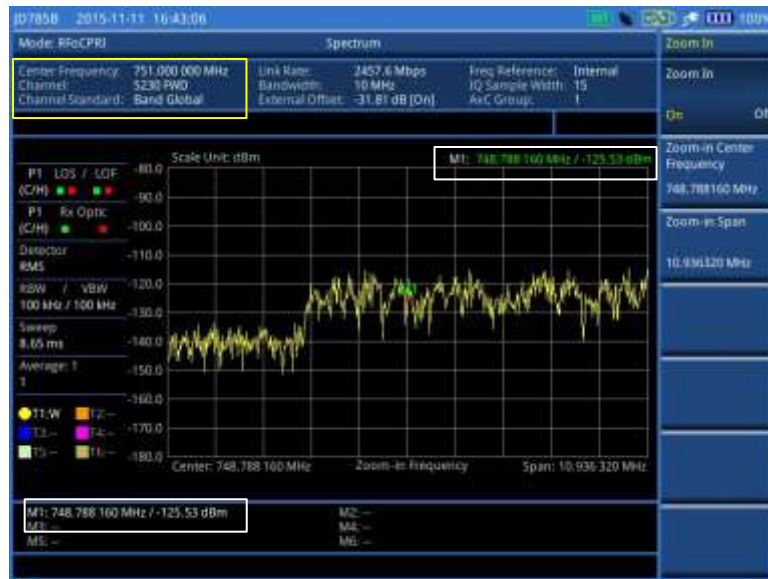 JD785B 2015-11-11 16:43:06 100%
Mode: RFoCPRI Spectrum Zoom In
Center Frequency: 751.000 000 MHz Link Rate: 2457.6 Mbps Freq Reference: Internal
Channel: 5230 FWD Bandwidth: 10 MHz IQ Sample Width: 15
Channel Standard: Band Global External Offset: -31.81 dB [On] AxC Group: 1
Zoom In
On Off
Scale Unit: dBm M1: 748.788 160 MHz / -125.53 dBm
P1 LOS / LOF
(C/H)
P1 Rx Optic
(C/H)
Detector
RMS
RBW / VBW
100 kHz / 100 kHz
Sweep
8.65 ms
Average: 1
1
T1:W T2:--
T3:-- T4:--
T5:-- T6:--
-80.0
-90.0
-100.0
-110.0
-120.0
-130.0
-140.0
-150.0
-160.0
-170.0
-180.0
Center: 748.788 160 MHz Zoom-in Frequency Span: 10.936 320 MHz
Zoom-in Center
Frequency
748.788160 MHz
Zoom-in Span
10.936320 MHz
M1: 748.788 160 MHz / -125.53 dBm M2: --
M3: -- M4: --
M5: -- M6: --